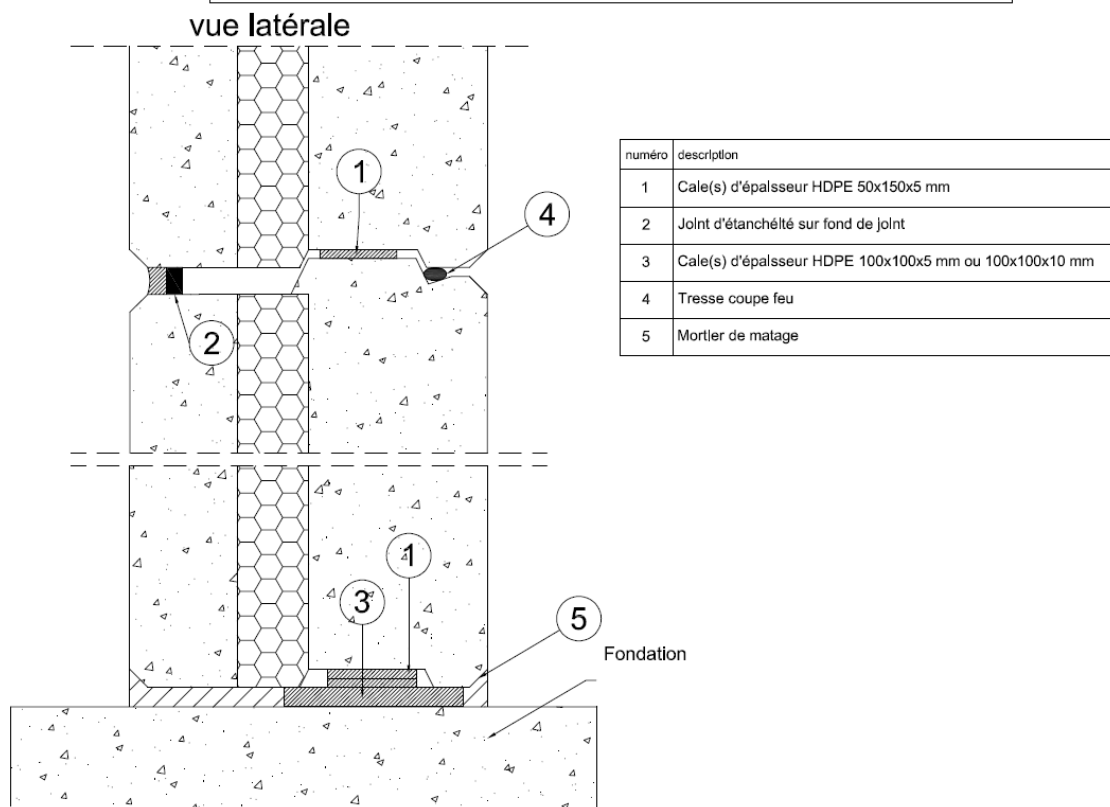 vue latérale
1
4
2
numéro description
1 Cale(s) d'épaisseur HDPE 50x150x5 mm
2 Joint d'étanchéité sur fond de joint
3 Cale(s) d'épaisseur HDPE 100x100x5 mm ou 100x100x10 mm
4 Tresse coupe feu
5 Mortier de matage
1
3
5
Fondation